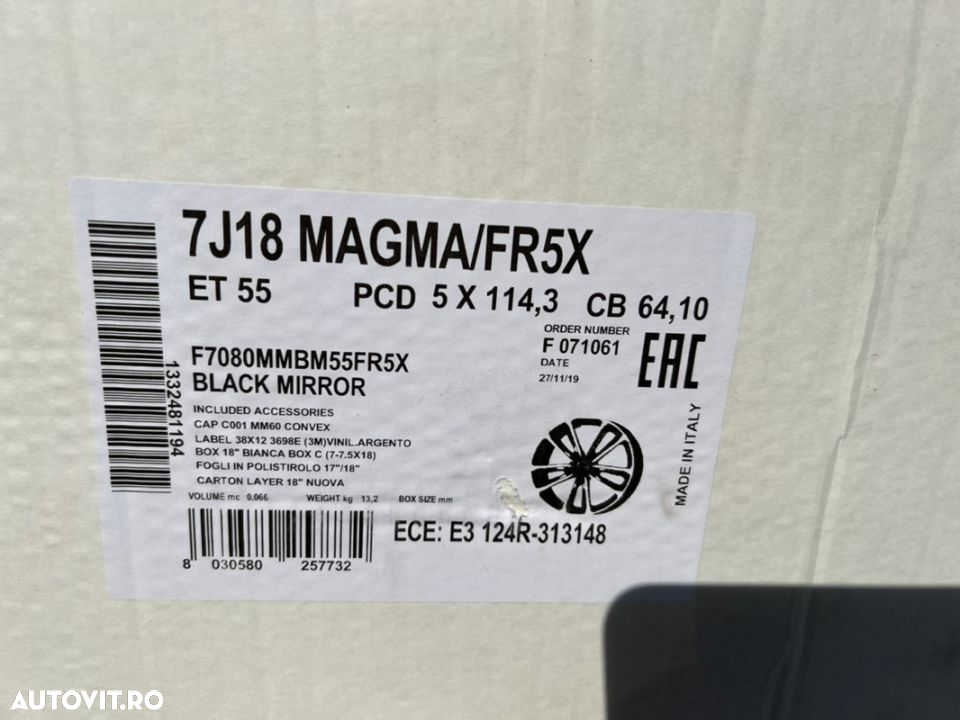 7J18 MAGMA/FR5X
ET 55 PCD 5 X 114,3 CB 64,10
ORDER NUMBER
F 071061
DATE
27/11/19
EAC
F7080MMBM55FR5X
BLACK MIRROR
INCLUDED ACCESSORIES
CAP C001 MM60 CONVEX
LABEL 38X12 3698E (3M)VINIL.ARGENTO
BOX 18" BIANCA BOX C (7-7.5X18)
FOGLI IN POLISTIROLO 17"/18"
CARTON LAYER 18" NUOVA
VOLUME mc 0,066 WEIGHT kg 13,2 BOX SIZE mm
ECE: E3 124R-313148
8 030580 257732
1332481194
MADE IN ITALY
AUTOVIT.RO